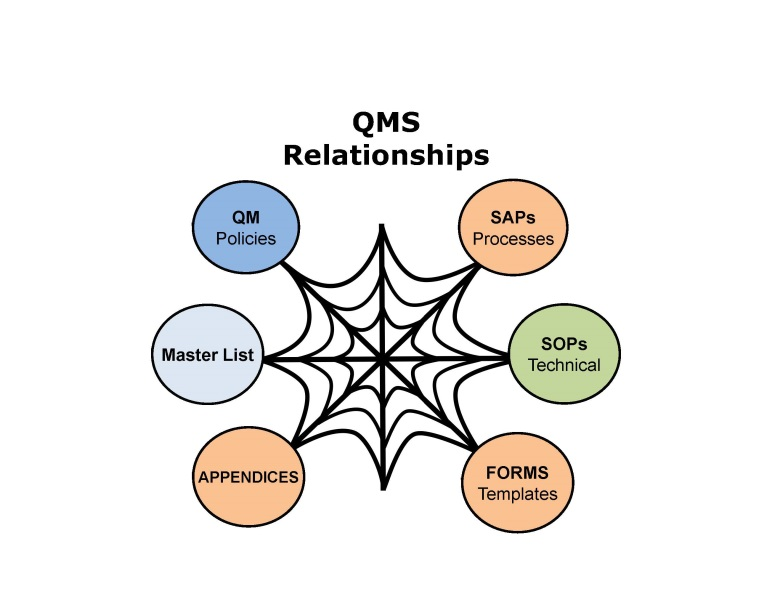 QMS
Relationships
QM
Policies
SAPs
Processes
Master List
SOPs
Technical
APPENDICES
FORMS
Templates